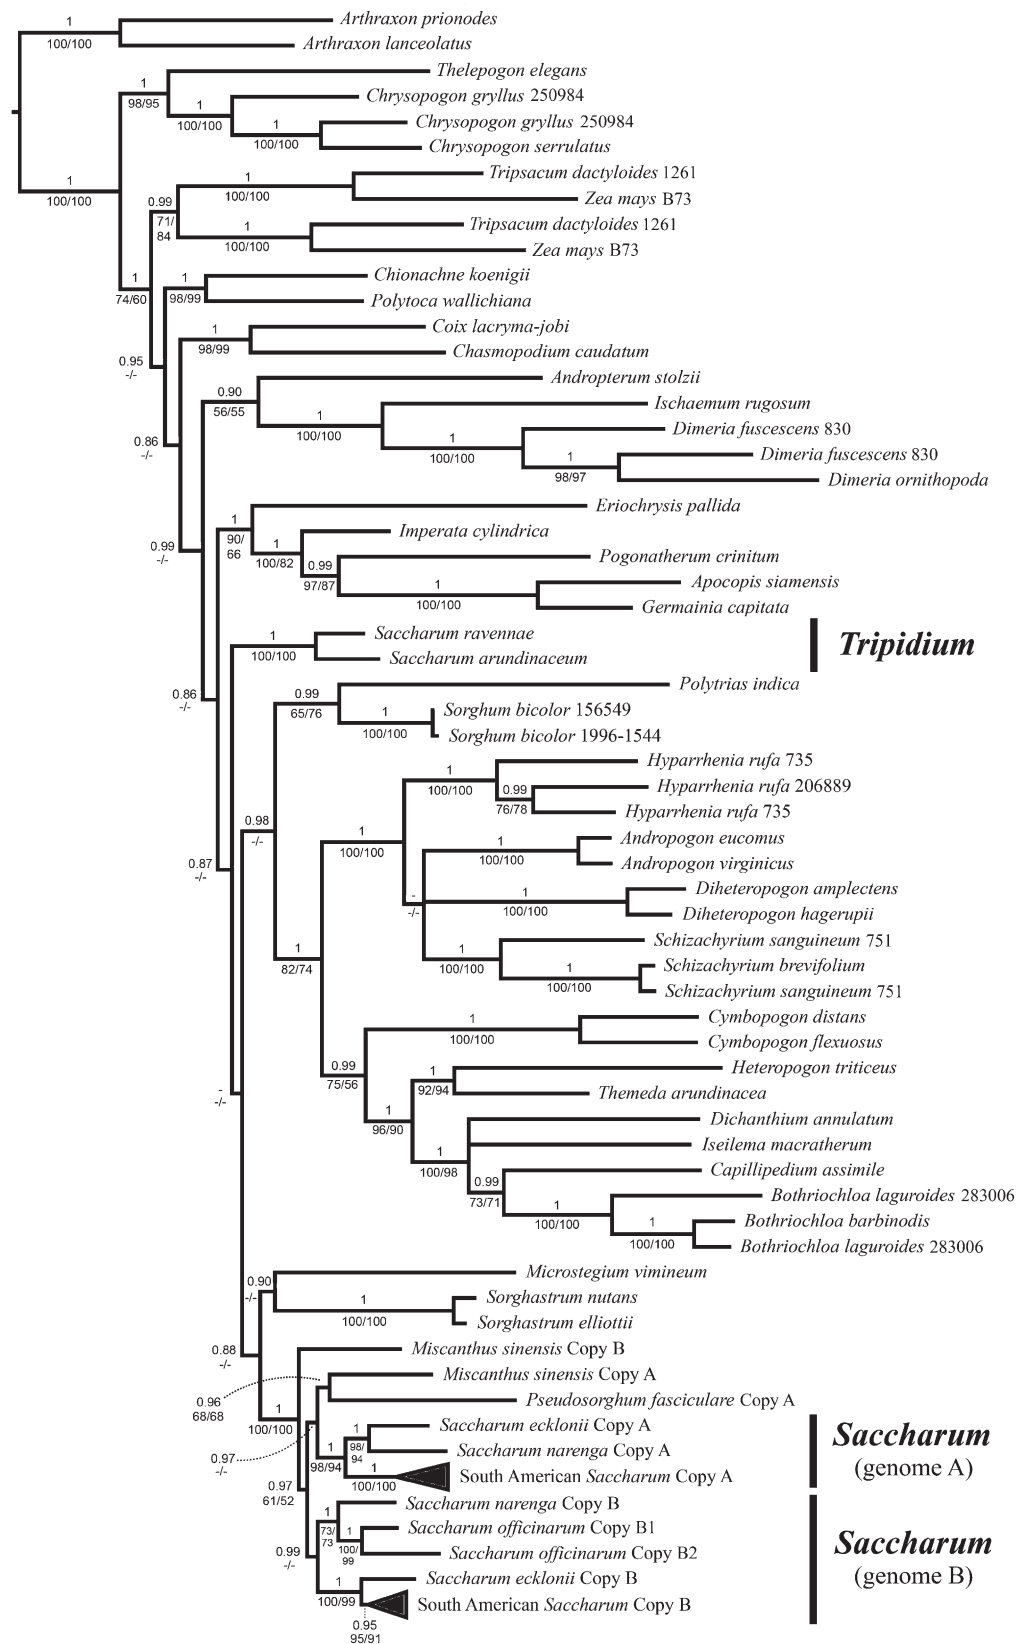 Arthraxon prionodes
1
100/100
Arthraxon lanceolatus
Thelepogon elegans
1
98/95
Chrysopogon gryllus 250984
1
100/100
Chrysopogon gryllus 250984
1
100/100
Chrysopogon serrulatus
Tripsacum dactyloides 1261
1
100/100
1
100/100
Zea mays B73
0.99
71/
84
Tripsacum dactyloides 1261
1
100/100
Zea mays B73
Chionachne koenigii
1
74/60
1
98/99
Polytoca wallichiana
Coix lacryma-jobi
1
98/99
Chasmopodium caudatum
0.95
-/-
Andropterum stolzii
0.90
56/55
Ischaemum rugosum
1
100/100
Dimeria fuscescens 830
0.86
-/-
1
100/100
Dimeria fuscescens 830
1
98/97
Dimeria ornithopoda
Eriochrysis pallida
1
90/
66
Imperata cylindrica
0.99
-/-
1
100/82
Pogonatherum crinitum
0.99
97/87
Apocopis siamensis
1
100/100
Germainia capitata
Saccharum ravennae
1
100/100
Tripidium
Saccharum arundinaceum
Polytrias indica
0.86
-/-
0.99
65/76
Sorghum bicolor 156549
1
100/100
Sorghum bicolor 1996-1544
Hyparrhenia rufa 735
1
100/100
Hyparrhenia rufa 206889
0.99
76/78
Hyparrhenia rufa 735
0.98
-/-
1
100/100
Andropogon eucomus
1
100/100
Andropogon virginicus
0.87
-/-
Diheteropogon amplectens
1
100/100
-
-/-
Diheteropogon hagerupii
Schizachyrium sanguineum 751
1
82/74
1
100/100
Schizachyrium brevifolium
1
100/100
Schizachyrium sanguineum 751
Cymbopogon distans
1
100/100
Cymbopogon flexuosus
0.99
75/56
Heteropogon triticeus
1
92/94
Themeda arundinacea
-
-/-
1
96/90
Dichanthium annulatum
Iseilema macratherum
1
100/98
Capillipedium assimile
0.99
73/71
Bothriochloa laguroides 283006
1
100/100
Bothriochloa barbinodis
1
100/100
Bothriochloa laguroides 283006
Microstegium vimineum
0.90
-/-
Sorghastrum nutans
1
100/100
Sorghastrum elliottii
0.88
-/-
Miscanthus sinensis Copy B
Miscanthus sinensis Copy A
0.96
68/68
Pseudosorghum fasciculare Copy A
1
100/100
Saccharum ecklonii Copy A
1
98/
94
Saccharum narenga Copy A
Saccharum
(genome A)
0.97
-/-
1
98/94
1
100/100
South American Saccharum Copy A
0.97
61/52
Saccharum narenga Copy B
1
73/
73
Saccharum officinarum Copy B1
1
100/
99
Saccharum officinarum Copy B2
Saccharum
(genome B)
0.99
-/-
Saccharum ecklonii Copy B
1
100/99
South American Saccharum Copy B
0.95
95/91